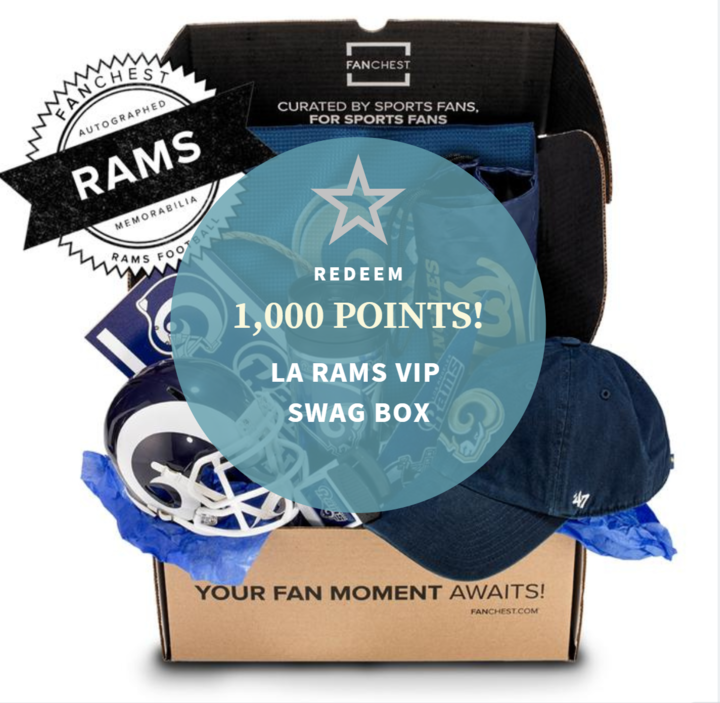 FANCHEST
CURATED BY SPORTS FANS,
FOR SPORTS FANS
FANCHEST
AUTOGRAPHED
RAMS
MEMORABILIA
RAMS FOOTBALL
REDEEM
1,000 POINTS!
LA RAMS VIP
SWAG BOX
Rams
'47
YOUR FAN MOMENT AWAITS!
FANCHEST.COM